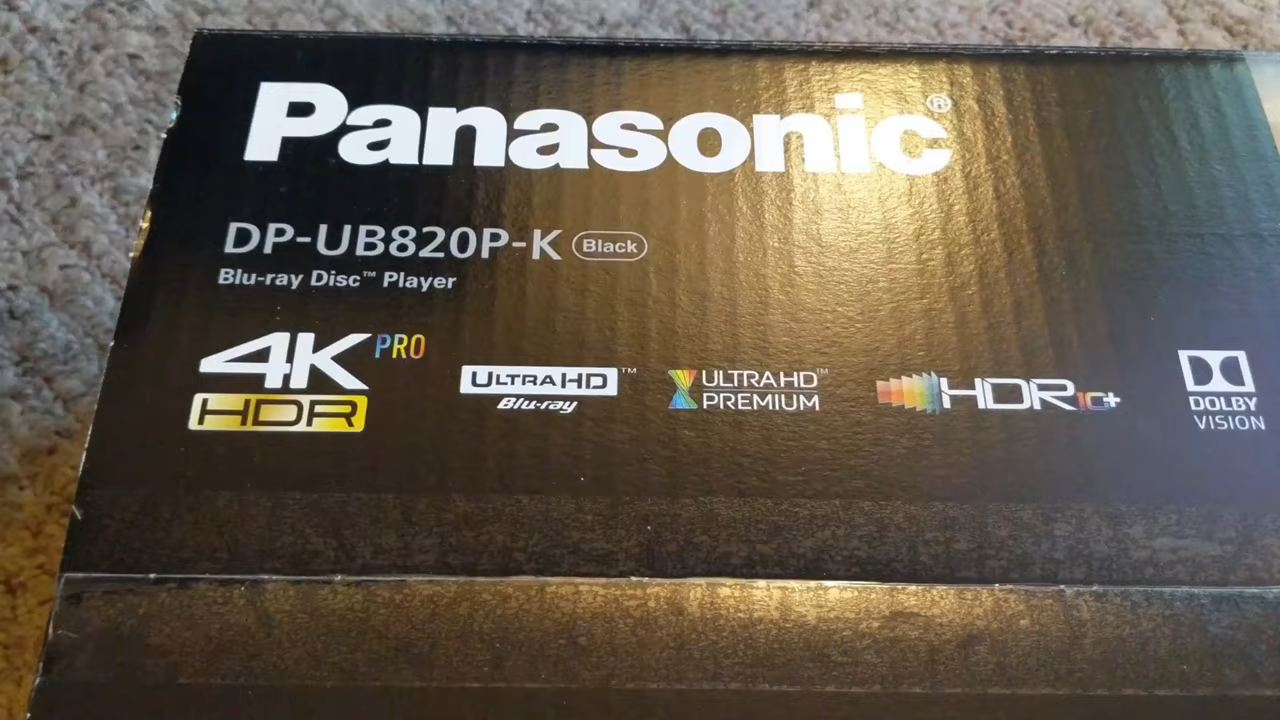 Panasonic®
DP-UB820P-K Black
Blu-ray Disc™ Player
4K PRO
HDR
ULTRA HD™
Blu-ray
ULTRA HD™
PREMIUM
HDR10+
DOLBY
VISION